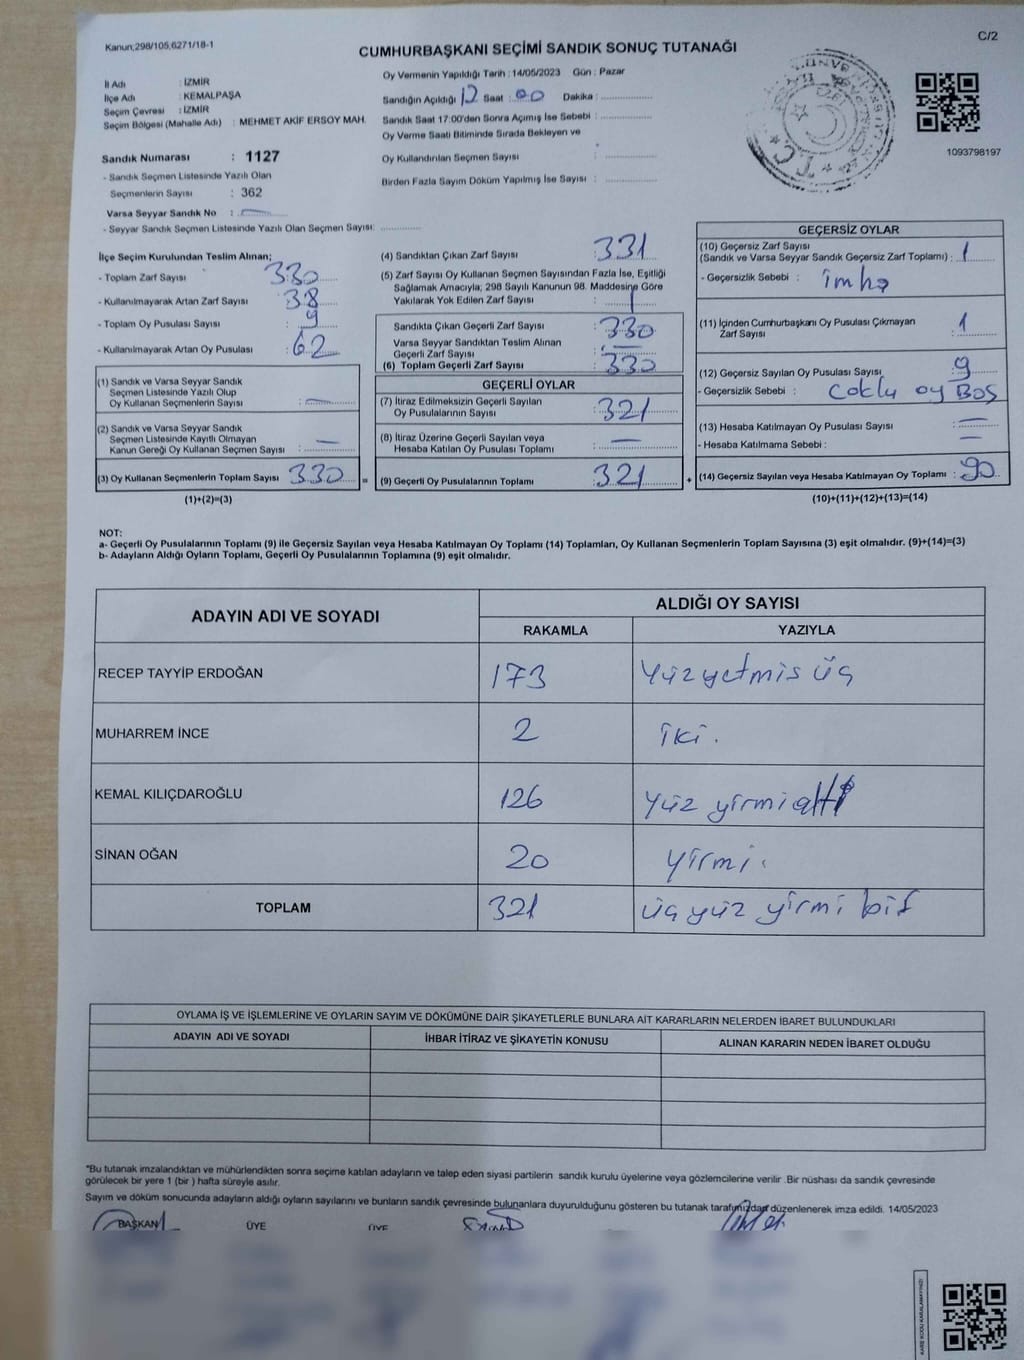 Kanun;298/105,6271/18-1
C/2
CUMHURBAŞKANI SEÇİMİ SANDIK SONUÇ TUTANAĞI
İl Adı : İZMİR
İlçe Adı : KEMALPAŞA
Seçim Çevresi : İZMİR
Seçim Bölgesi (Mahalle Adı) : MEHMET AKİF ERSOY MAH.
Sandık Numarası : 1127
- Sandık Seçmen Listesinde Yazılı Olan
Seçmenlerin Sayısı : 362
Varsa Seyyar Sandık No : —
- Seyyar Sandık Seçmen Listesinde Yazılı Olan Seçmen Sayısı:
Oy Vermenin Yapıldığı Tarih : 14/05/2023 Gün : Pazar
Sandığın Açıldığı Saat : 00 Dakika :
Sandık Saat 17:00'den Sonra Açımış İse Sebebi :
Oy Verme Saati Bitiminde Sırada Bekleyen ve
Oy Kullandırılan Seçmen Sayısı :
Birden Fazla Sayım Döküm Yapılmış İse Sayısı :
1093798197
İlçe Seçim Kurulundan Teslim Alınan;
- Toplam Zarf Sayısı : 330
- Kullanılmayarak Artan Zarf Sayısı : 38
- Toplam Oy Pusulası Sayısı : 9
- Kullanılmayarak Artan Oy Pusulası : 62
(1) Sandık ve Varsa Seyyar Sandık
Seçmen Listesinde Yazılı Olup
Oy Kullanan Seçmenlerin Sayısı : —
(2) Sandık ve Varsa Seyyar Sandık
Seçmen Listesinde Kayıtlı Olmayan
Kanun Gereği Oy Kullanan Seçmen Sayısı : —
(3) Oy Kullanan Seçmenlerin Toplam Sayısı 330 =
(1)+(2)=(3)
(4) Sandıktan Çıkan Zarf Sayısı 331
(5) Zarf Sayısı Oy Kullanan Seçmen Sayısından Fazla İse, Eşitliği
Sağlamak Amacıyla; 298 Sayılı Kanunun 98. Maddesine Göre
Yakılarak Yok Edilen Zarf Sayısı : 1
Sandıkta Çıkan Geçerli Zarf Sayısı : 330
Varsa Seyyar Sandıktan Teslim Alınan
Geçerli Zarf Sayısı : —
(6) Toplam Geçerli Zarf Sayısı : 330
GEÇERLİ OYLAR
(7) İtiraz Edilmeksizin Geçerli Sayılan
Oy Pusulalarının Sayısı : 321
(8) İtiraz Üzerine Geçerli Sayılan veya
Hesaba Katılan Oy Pusulası Toplamı : —
(9) Geçerli Oy Pusulalarının Toplamı : 321 +
GEÇERSİZ OYLAR
(10) Geçersiz Zarf Sayısı
(Sandık ve Varsa Seyyar Sandık Geçersiz Zarf Toplamı) : 1
- Geçersizlik Sebebi : imha
(11) İçinden Cumhurbaşkanı Oy Pusulası Çıkmayan
Zarf Sayısı : 1
(12) Geçersiz Sayılan Oy Pusulası Sayısı : 9
- Geçersizlik Sebebi : Coklu oy Boş
(13) Hesaba Katılmayan Oy Pusulası Sayısı : —
- Hesaba Katılmama Sebebi : —
(14) Geçersiz Sayılan veya Hesaba Katılmayan Oy Toplamı :
(10)+(11)+(12)+(13)=(14)
NOT:
a- Geçerli Oy Pusulalarının Toplamı (9) ile Geçersiz Sayılan veya Hesaba Katılmayan Oy Toplamı (14) Toplamları, Oy Kullanan Seçmenlerin Toplam Sayısına (3) eşit olmalıdır. (9)+(14)=(3)
b- Adayların Aldığı Oyların Toplamı, Geçerli Oy Pusulalarının Toplamına (9) eşit olmalıdır.
ADAYIN ADI VE SOYADI
ALDIĞI OY SAYISI
RAKAMLA YAZIYLA
RECEP TAYYİP ERDOĞAN 173 Yüzyetmis üç
MUHARREM İNCE 2 iki.
KEMAL KILIÇDAROĞLU 126 Yüz yirmi altı
SİNAN OĞAN 20 Yirmi.
TOPLAM 321 üçyüz yirmi bir
OYLAMA İŞ VE İŞLEMLERİNE VE OYLARIN SAYIM VE DÖKÜMÜNE DAİR ŞİKAYETLERLE BUNLARA AİT KARARLARIN NELERDEN İBARET BULUNDUKLARI
ADAYIN ADI VE SOYADI İHBAR İTİRAZ VE ŞİKAYETİN KONUSU ALINAN KARARIN NEDEN İBARET OLDUĞU
*Bu tutanak imzalandıktan ve mühürlendikten sonra seçime katılan adayların ve talep eden siyasi partilerin sandık kurulu üyelerine veya gözlemcilerine verilir .Bir nüshası da sandık çevresinde
görülecek bir yere 1 (bir ) hafta süreyle asılır.
Sayım ve döküm sonucunda adayların aldığı oyların sayılarını ve bunların sandık çevresinde bulunanlara duyurulduğunu gösteren bu tutanak tarafımızdan düzenlenerek imza edildi. 14/05/2023
BAŞKAN ÜYE ÜYE
KARE KODU KARALAMAYINIZ!